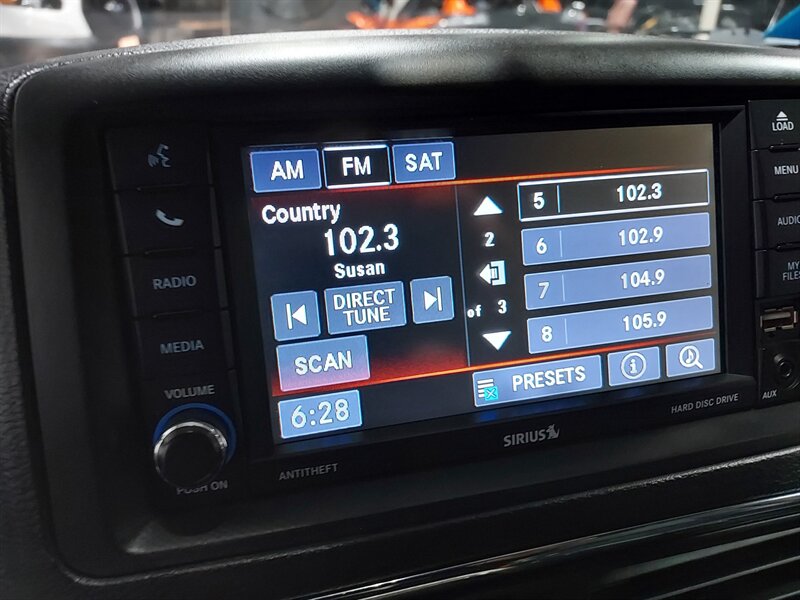 AM FM SAT
Country
102.3
Susan
DIRECT
TUNE
SCAN
6:28
2
of 3
5 102.3
6 102.9
7 104.9
8 105.9
PRESETS
RADIO
MEDIA
VOLUME
PUSH ON
ANTITHEFT
SIRIUS
HARD DISC DRIVE
LOAD
MENU
AUDIO
MY
FILES
AUX